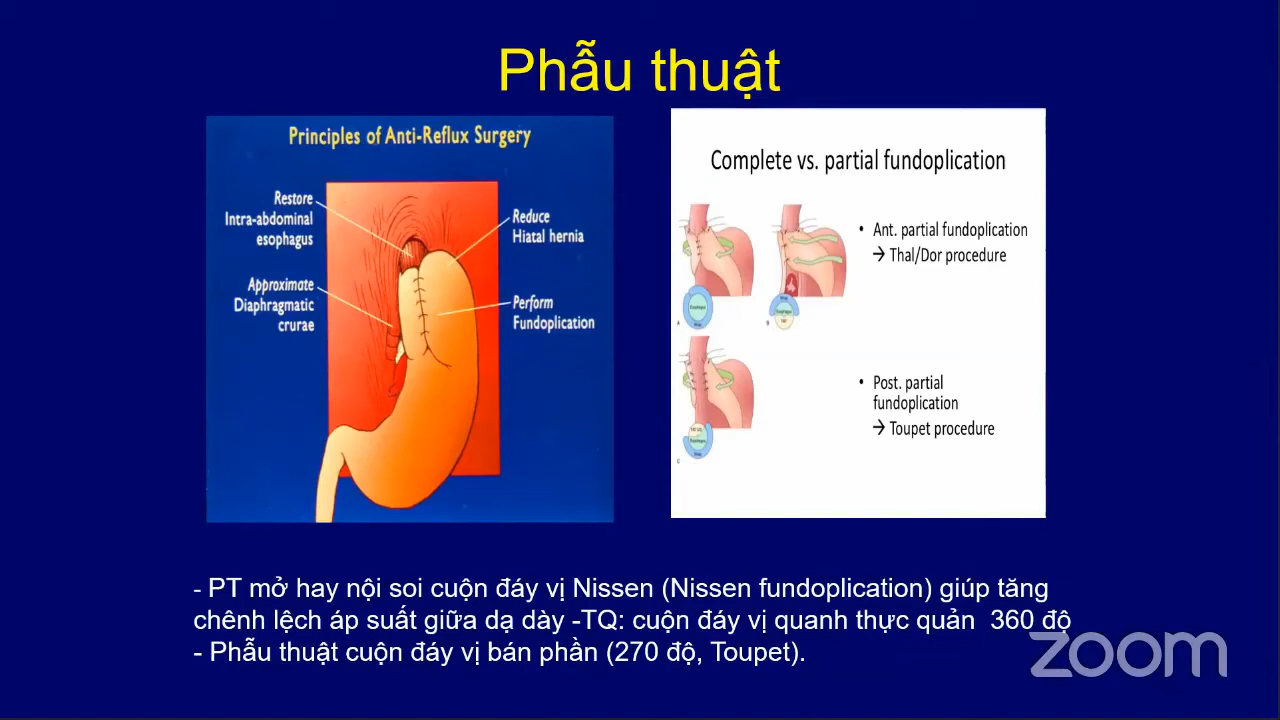 Phẫu thuật
Principles of Anti-Reflux Surgery
Restore
Intra-abdominal
esophagus
Reduce
Hiatal hernia
Approximate
Diaphragmatic
crurae
Perform
Fundoplication
Complete vs. partial fundoplication
• Ant. partial fundoplication
→ Thal/Dor procedure
A
B
• Post. partial
fundoplication
→ Toupet procedure
C
- PT mở hay nội soi cuộn đáy vị Nissen (Nissen fundoplication) giúp tăng
chênh lệch áp suất giữa dạ dày -TQ: cuộn đáy vị quanh thực quản 360 độ
- Phẫu thuật cuộn đáy vị bán phần (270 độ, Toupet).
zoom